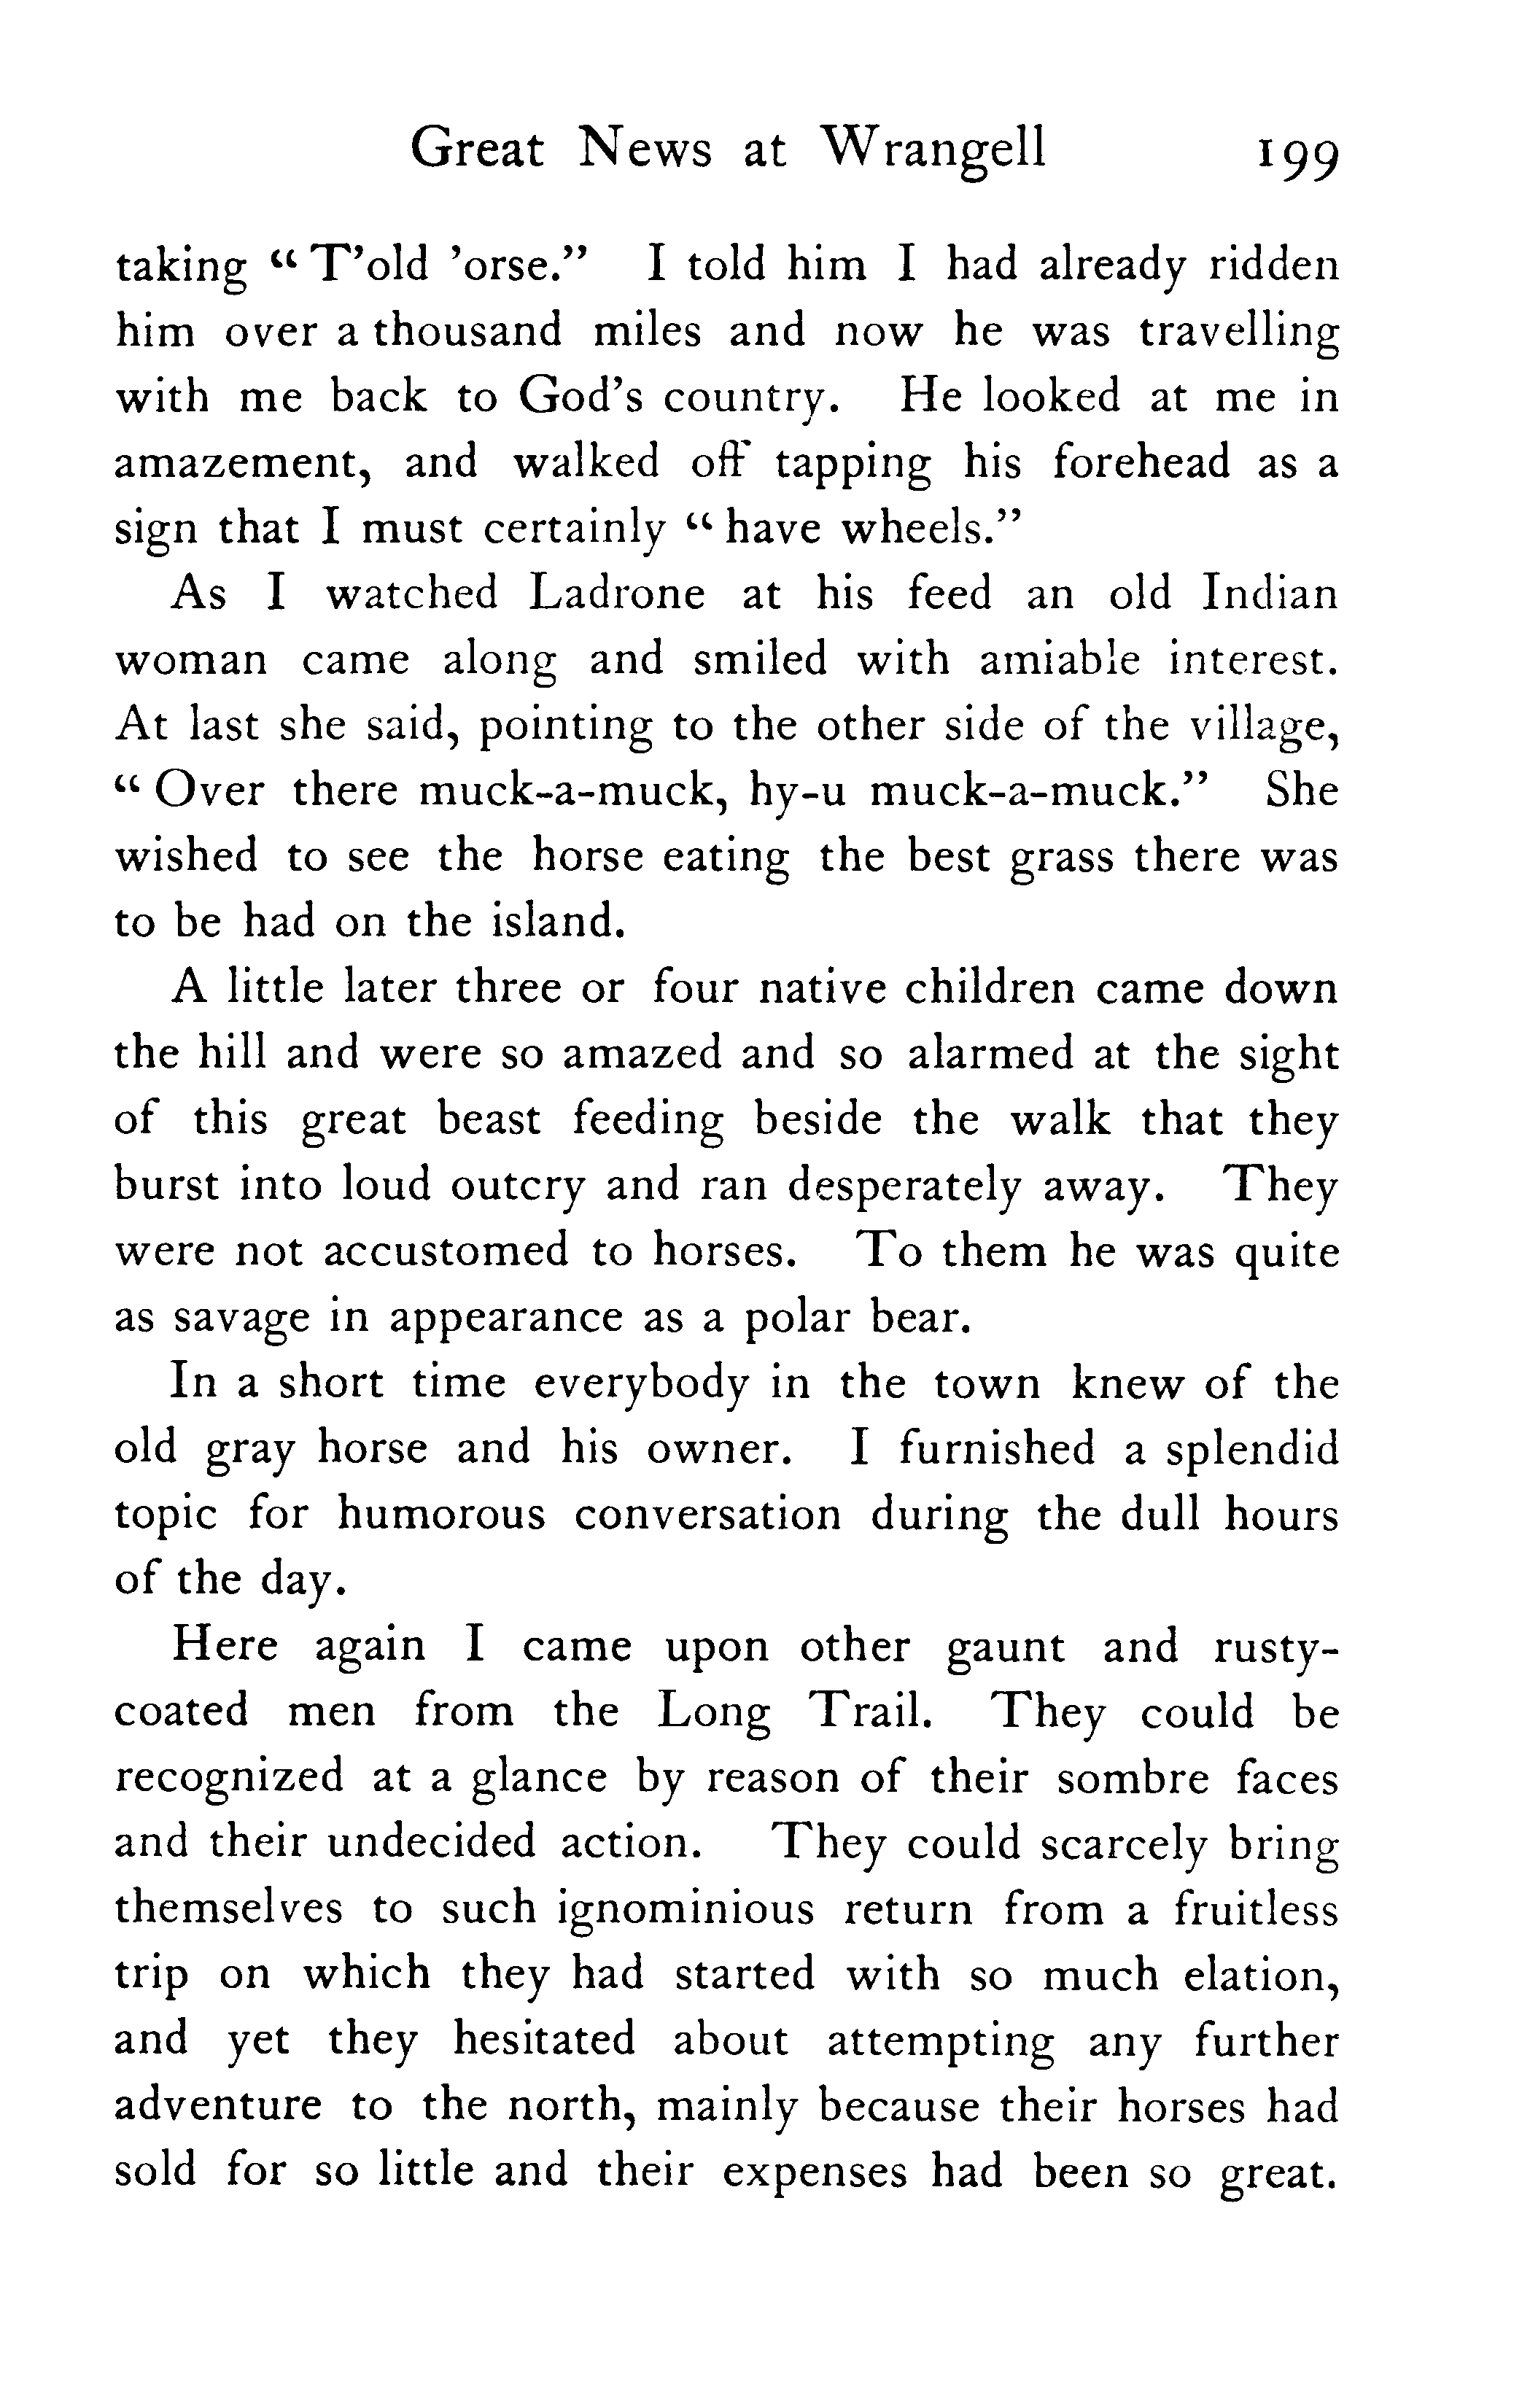 Great News at Wrangell 199
taking “ T’old ’orse.” I told him I had already ridden
him over a thousand miles and now he was travelling
with me back to God’s country. He looked at me in
amazement, and walked off tapping his forehead as a
sign that I must certainly “ have wheels.”
As I watched Ladrone at his feed an old Indian
woman came along and smiled with amiable interest.
At last she said, pointing to the other side of the village,
“ Over there muck-a-muck, hy-u muck-a-muck.” She
wished to see the horse eating the best grass there was
to be had on the island.
A little later three or four native children came down
the hill and were so amazed and so alarmed at the sight
of this great beast feeding beside the walk that they
burst into loud outcry and ran desperately away. They
were not accustomed to horses. To them he was quite
as savage in appearance as a polar bear.
In a short time everybody in the town knew of the
old gray horse and his owner. I furnished a splendid
topic for humorous conversation during the dull hours
of the day.
Here again I came upon other gaunt and rusty-
coated men from the Long Trail. They could be
recognized at a glance by reason of their sombre faces
and their undecided action. They could scarcely bring
themselves to such ignominious return from a fruitless
trip on which they had started with so much elation,
and yet they hesitated about attempting any further
adventure to the north, mainly because their horses had
sold for so little and their expenses had been so great.